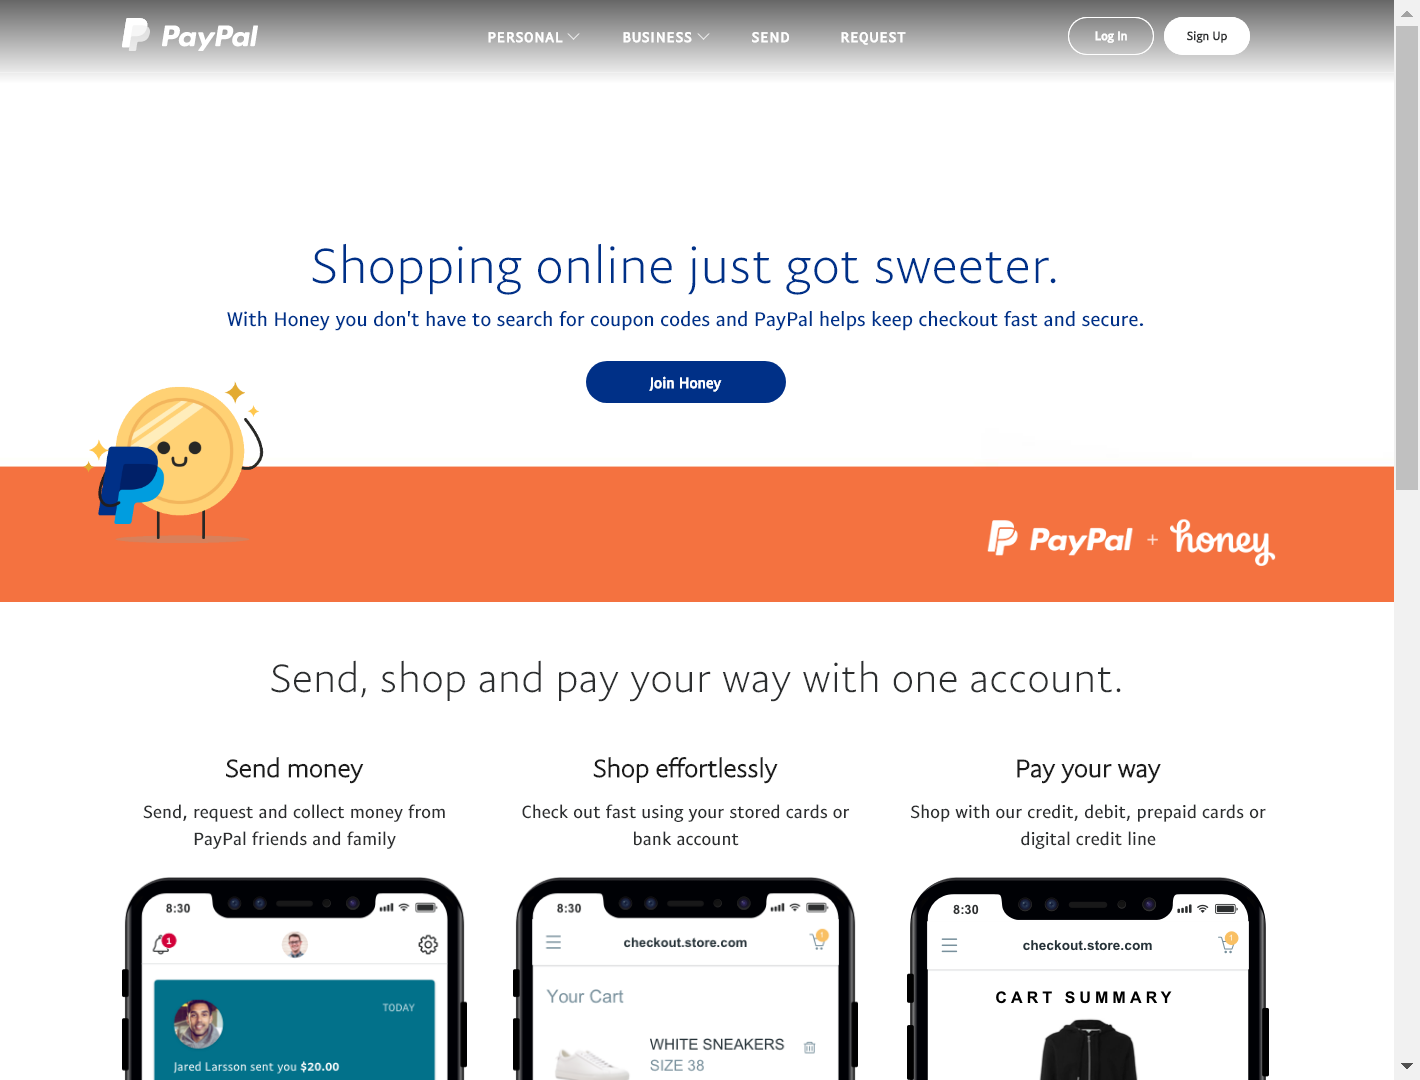 PayPal
PERSONAL
BUSINESS
SEND
REQUEST
Log In
Sign Up
Shopping online just got sweeter.
With Honey you don't have to search for coupon codes and PayPal helps keep checkout fast and secure.
Join Honey
PayPal + honey
Send, shop and pay your way with one account.
Send money
Send, request and collect money from
PayPal friends and family
8:30
1
TODAY
Jared Larsson sent you $20.00
Shop effortlessly
Check out fast using your stored cards or
bank account
8:30
checkout.store.com
1
Your Cart
WHITE SNEAKERS
SIZE 38
Pay your way
Shop with our credit, debit, prepaid cards or
digital credit line
8:30
checkout.store.com
1
CART SUMMARY